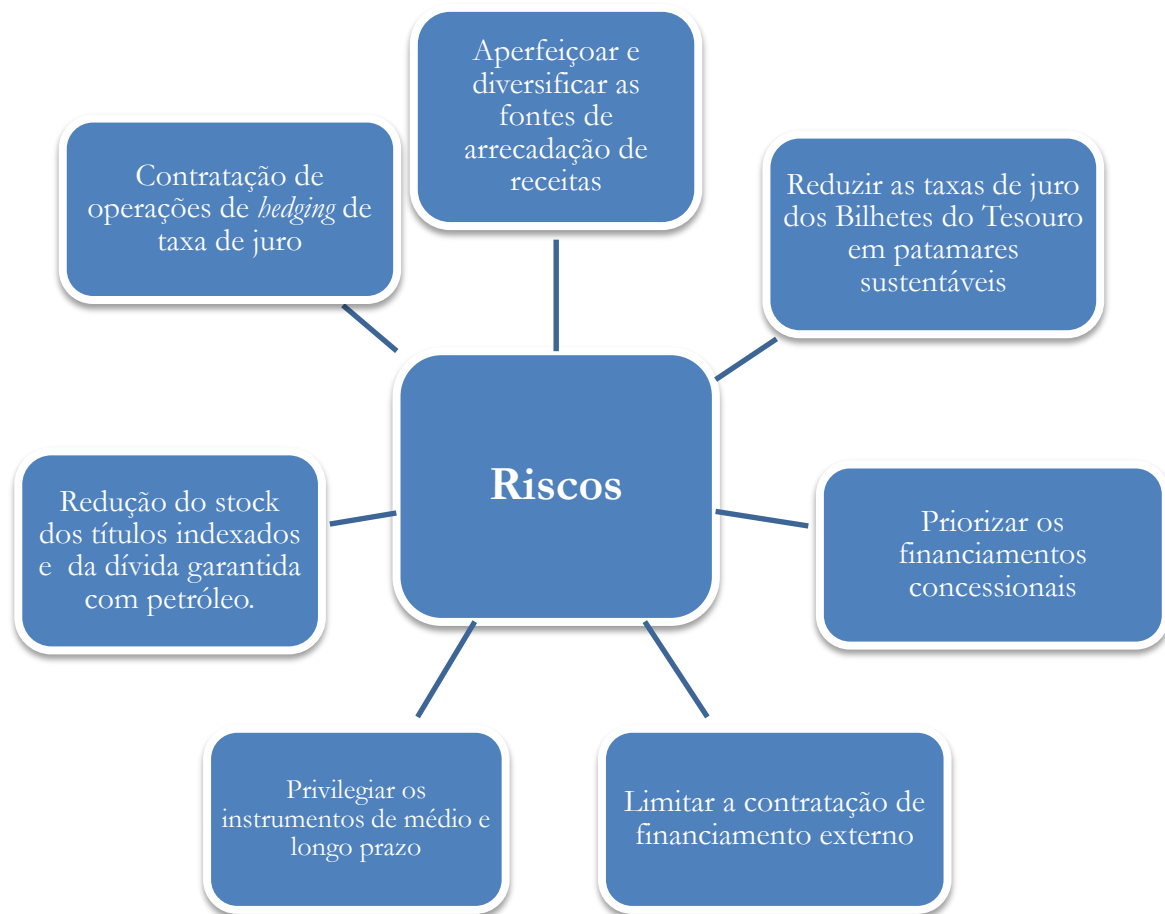 Aperfeiçoar e
diversificar as
fontes de
arrecadação de
receitas
Contratação de
operações de hedging de
taxa de juro
Reduzir as taxas de juro
dos Bilhetes do Tesouro
em patamares
sustentáveis
Riscos
Redução do stock
dos títulos indexados
e da dívida garantida
com petróleo.
Priorizar os
financiamentos
concessionais
Privilegiar os
instrumentos de médio e
longo prazo
Limitar a contratação de
financiamento externo